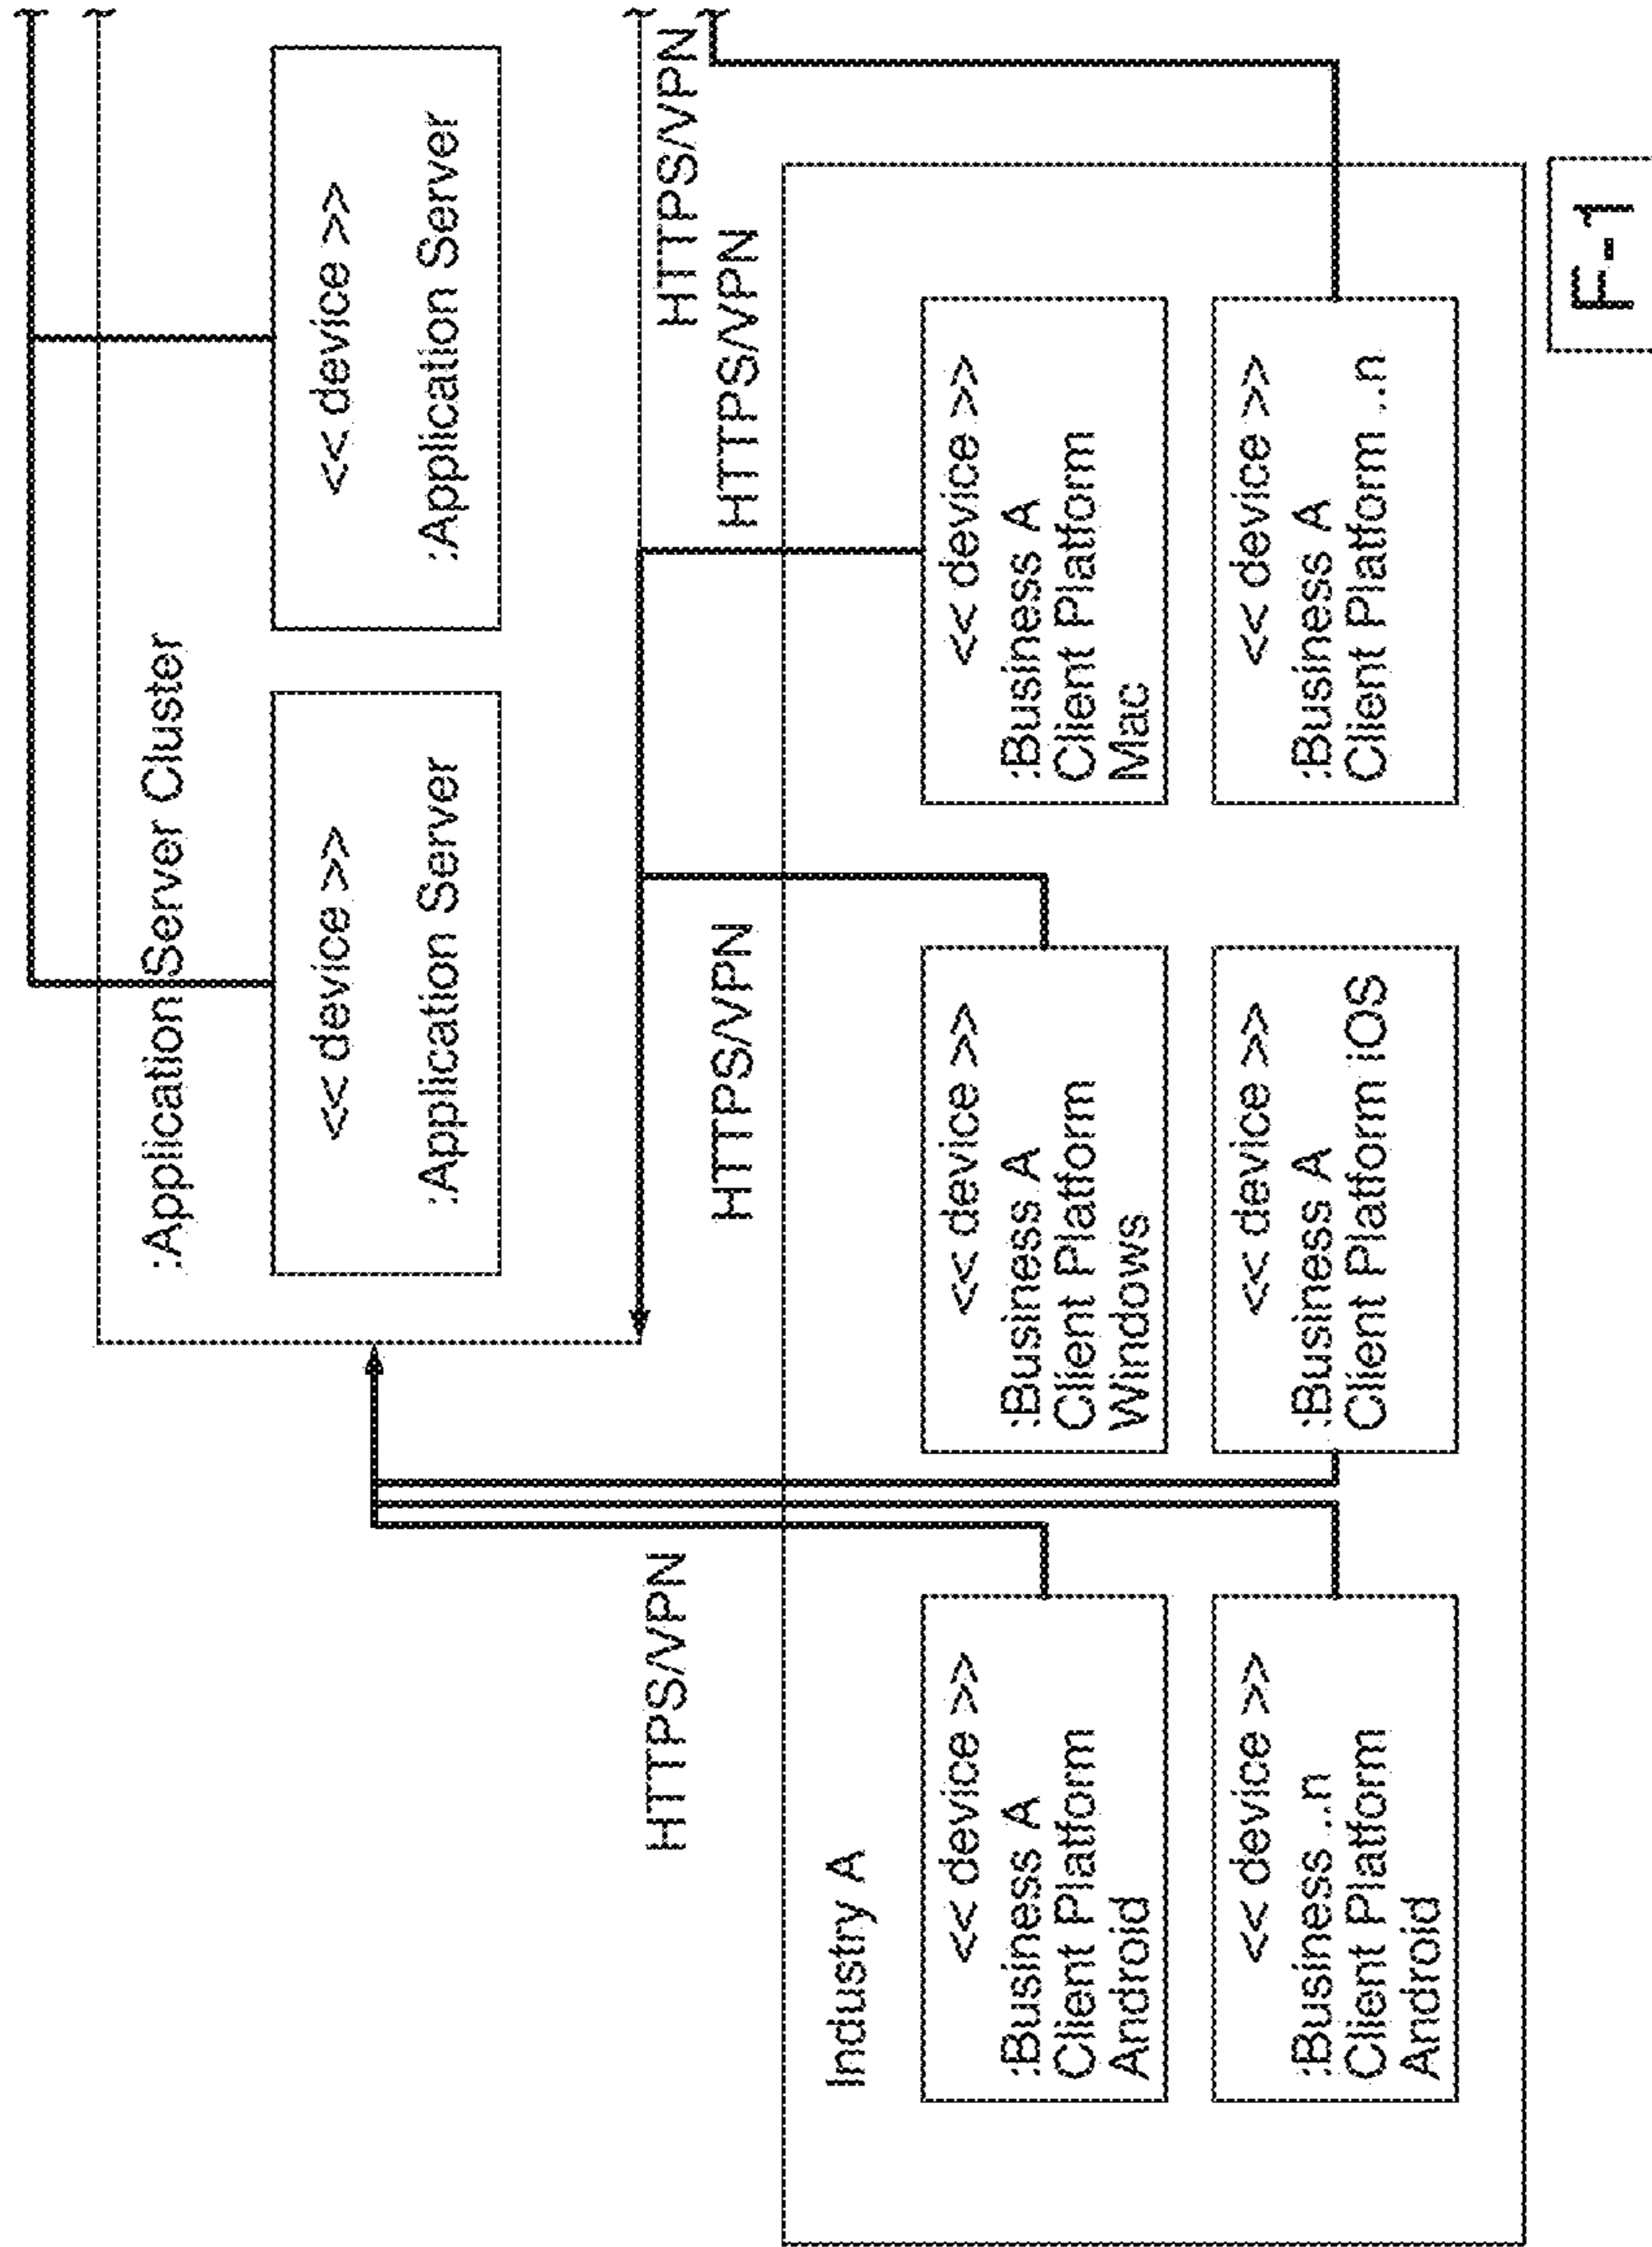 :Application Server Cluster
<< device >>
:Application Server
<< device >>
:Application Server
HTTPS/VPN
HTTPS/VPN
HTTPS/VPN
HTTPS/VPN
Industry A
<< device >>
:Business A
Client Platform
Android
<< device >>
:Business A
Client Platform
Windows
<< device >>
:Business A
Client Platform
Mac
<< device >>
:Business ..n
Client Platform
Android
<< device >>
:Business A
Client Platform iOS
<< device >>
:Business A
Client Platform ..n
F-1